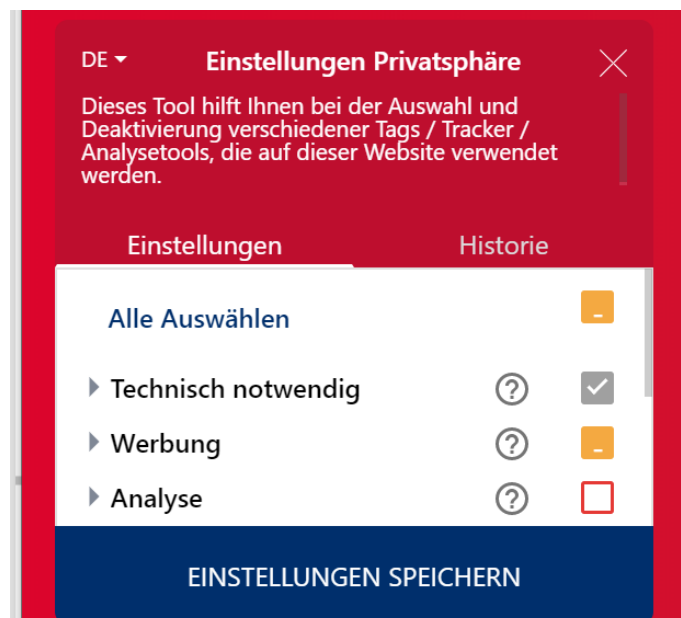 DE
Einstellungen Privatsphäre
Dieses Tool hilft Ihnen bei der Auswahl und
Deaktivierung verschiedener Tags / Tracker /
Analysetools, die auf dieser Website verwendet
werden.
Einstellungen
Historie
Alle Auswählen
Technisch notwendig
Werbung
Analyse
EINSTELLUNGEN SPEICHERN